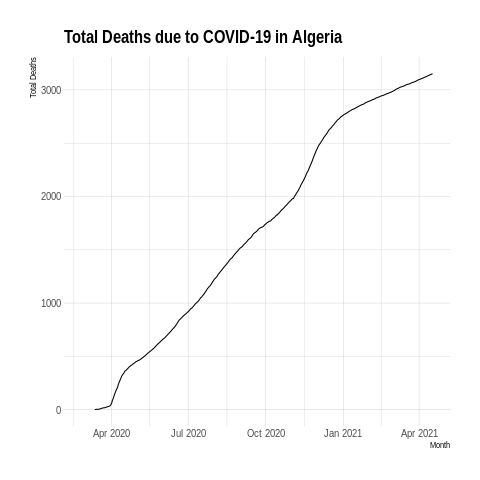 Total Deaths due to COVID-19 in Algeria
Total Deaths
3000
2000
1000
0
Apr 2020 Jul 2020 Oct 2020 Jan 2021 Apr 2021
Month